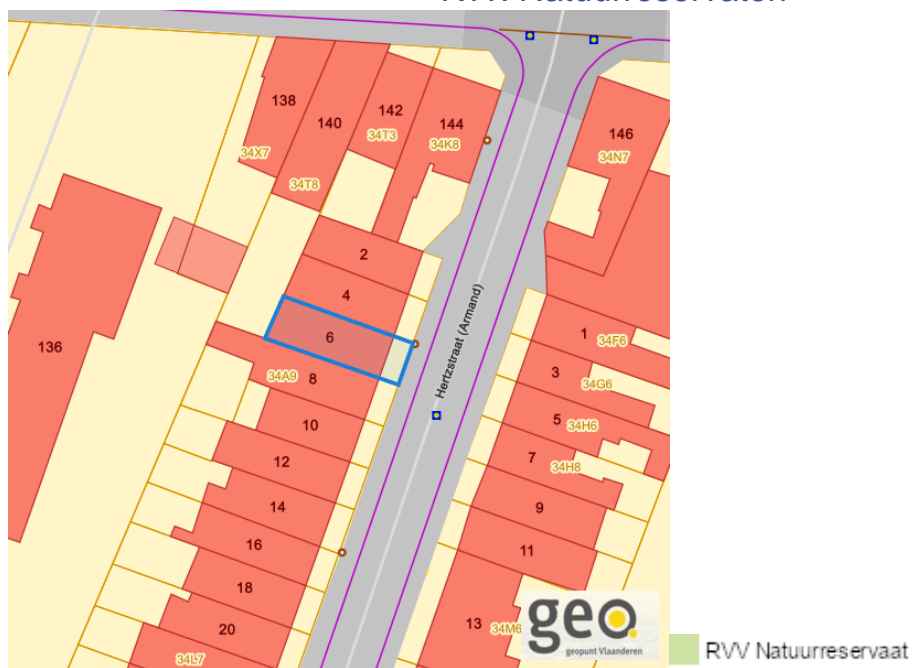 RVV Natuurreservaten
138
140
142
144
146
34X7
34T8
34T3
34K8
34N7
2
4
6
8
10
12
14
16
18
20
136
34A9
34L7
Hertzstraat (Armand)
1
34F6
3
34G6
5
34H6
7
34H8
9
11
13
34M6
geo
geopunt Vlaanderen
RVV Natuurreservaat